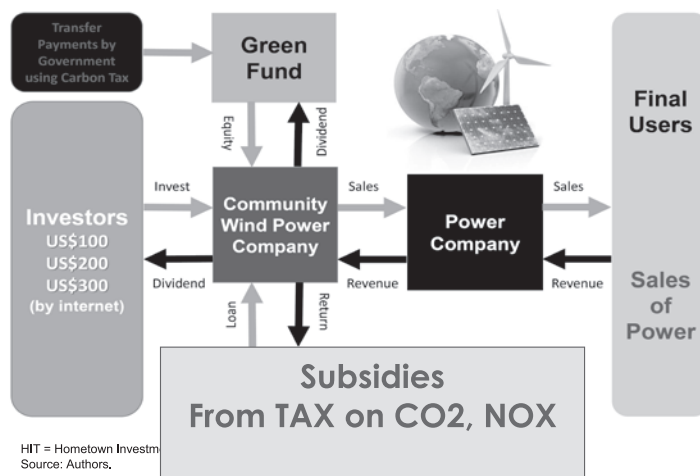 Transfer
Payments by
Government
using Carbon Tax
Green
Fund
Final
Users
Equity
Dividend
Investors
US$100
US$200
US$300
(by internet)
Invest
Dividend
Community
Wind Power
Company
Sales
Revenue
Power
Company
Sales
Revenue
Sales
of
Power
Loan
Return
Subsidies
From TAX on CO2, NOX
HIT = Hometown
Source: Authors.